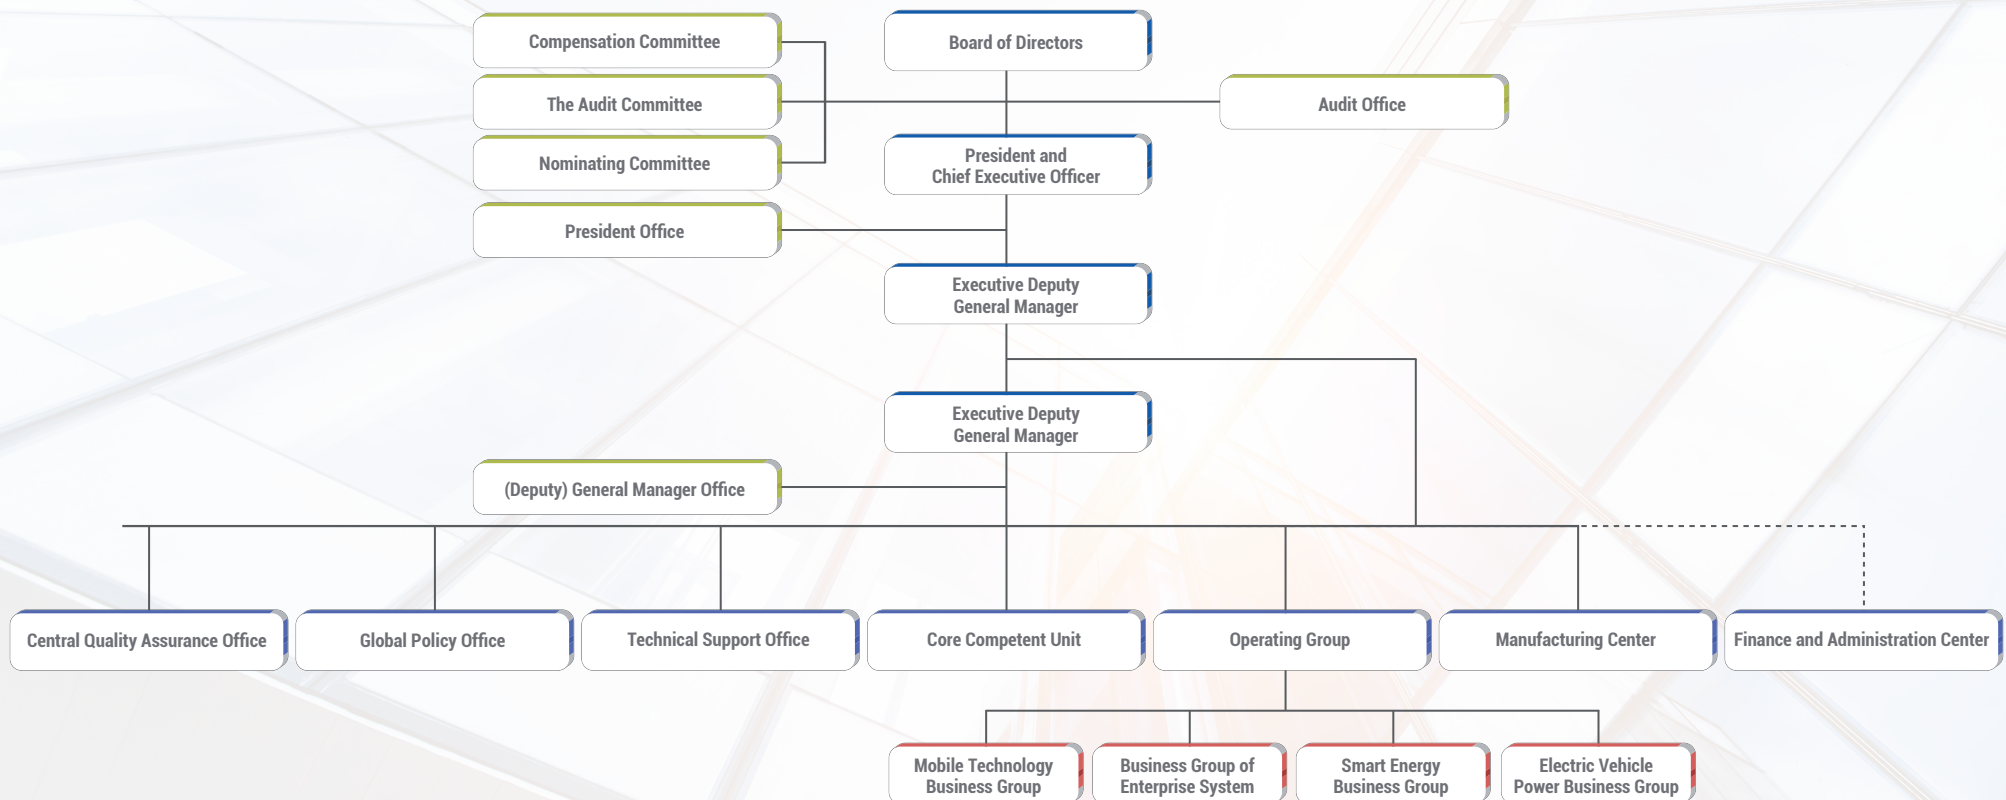 Compensation Committee
Board of Directors
The Audit Committee
Audit Office
Nominating Committee
President and
Chief Executive Officer
President Office
Executive Deputy
General Manager
Executive Deputy
General Manager
(Deputy) General Manager Office
Central Quality Assurance Office
Global Policy Office
Technical Support Office
Core Competent Unit
Operating Group
Manufacturing Center
Finance and Administration Center
Mobile Technology
Business Group
Business Group of
Enterprise System
Smart Energy
Business Group
Electric Vehicle
Power Business Group